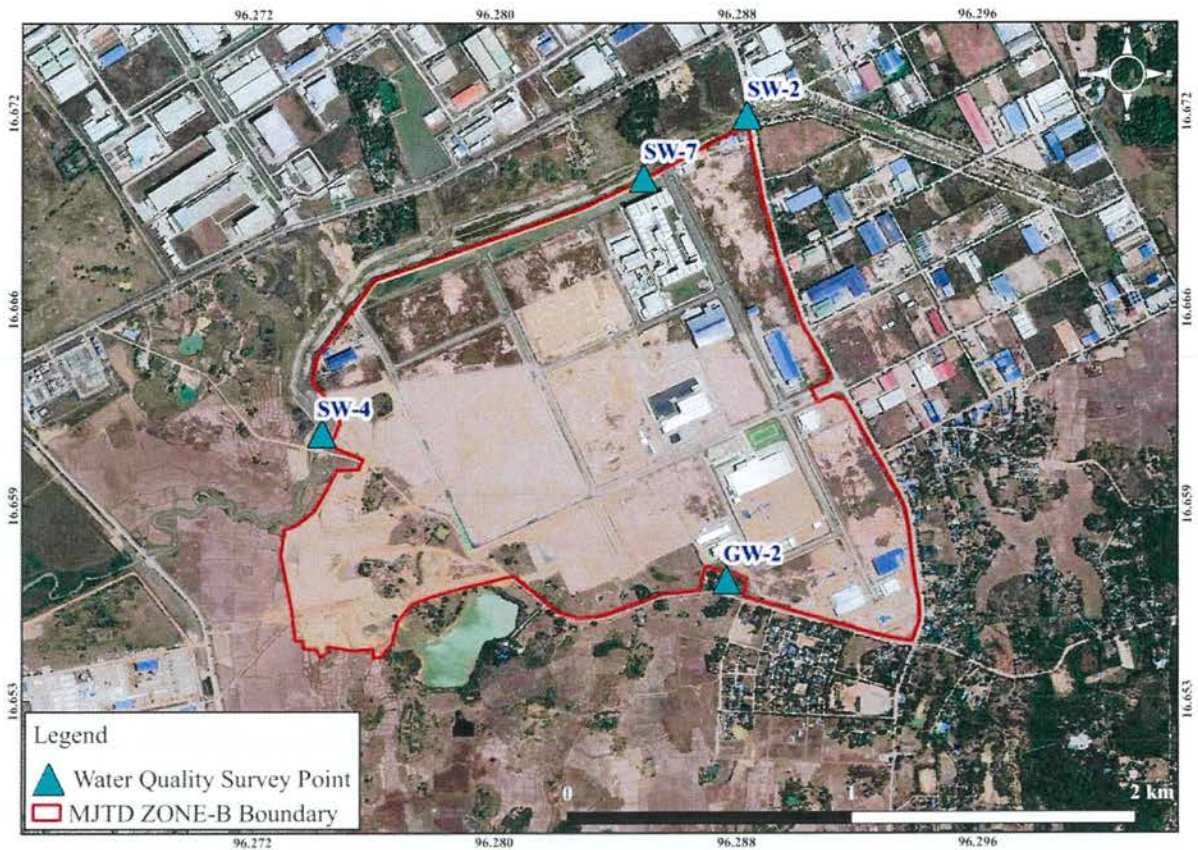 96.272 96.280 96.288 96.296
N
S
16.672 16.672
SW-2
SW-7
16.666 16.666
SW-4
16.659 16.659
GW-2
16.653 16.653
Legend
Water Quality Survey Point
MJTD ZONE-B Boundary
0 1 2 km
96.272 96.280 96.288 96.296